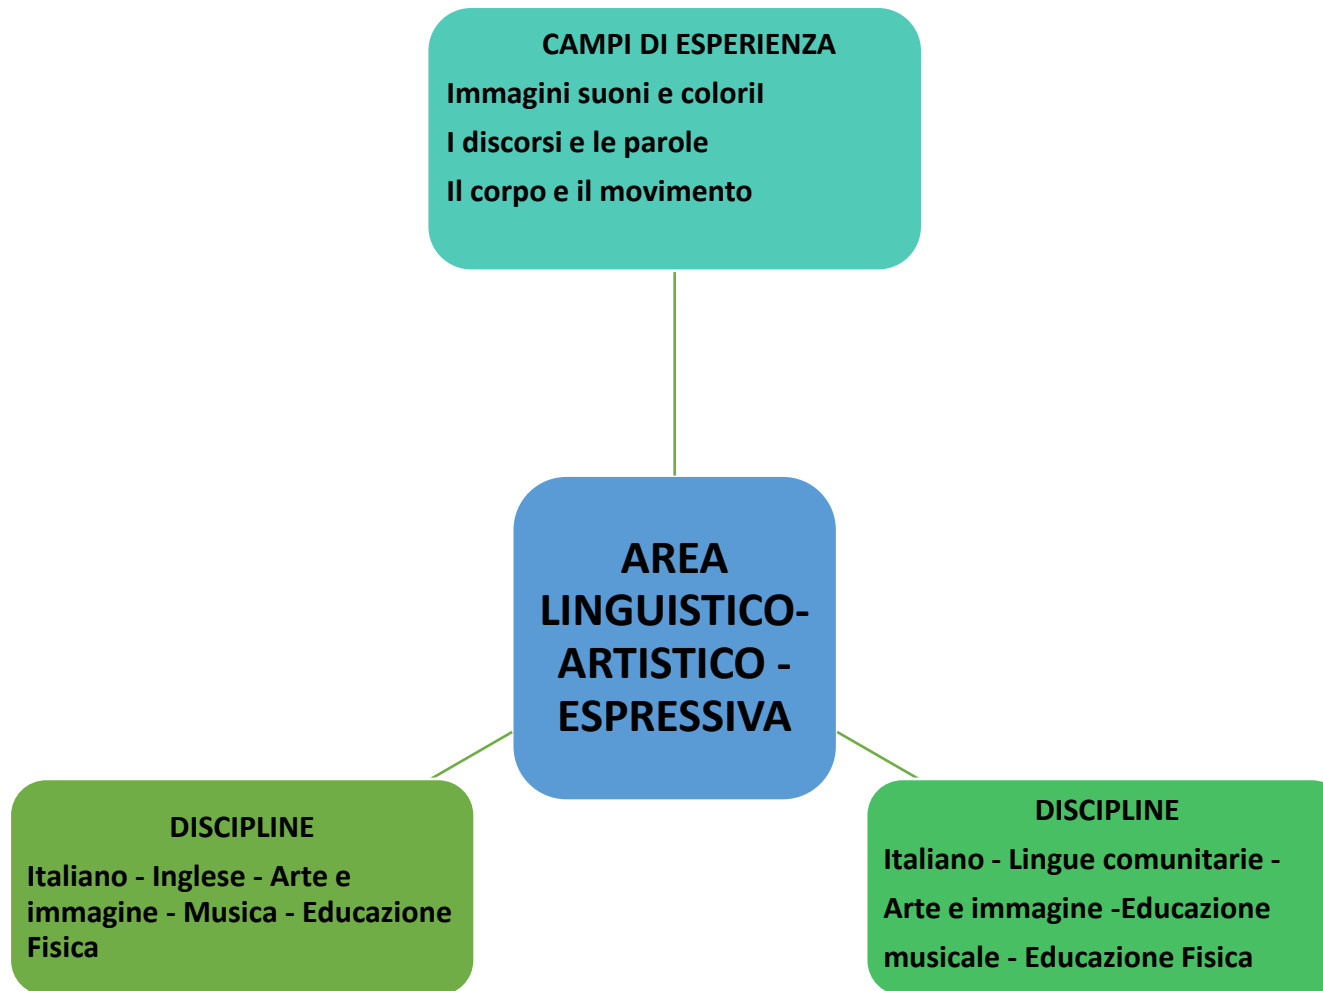 CAMPI DI ESPERIENZA
Immagini suoni e coloriI
I discorsi e le parole
Il corpo e il movimento
AREA
LINGUISTICO-
ARTISTICO -
ESPRESSIVA
DISCIPLINE
Italiano - Inglese - Arte e
immagine - Musica - Educazione
Fisica
DISCIPLINE
Italiano - Lingue comunitarie -
Arte e immagine -Educazione
musicale - Educazione Fisica